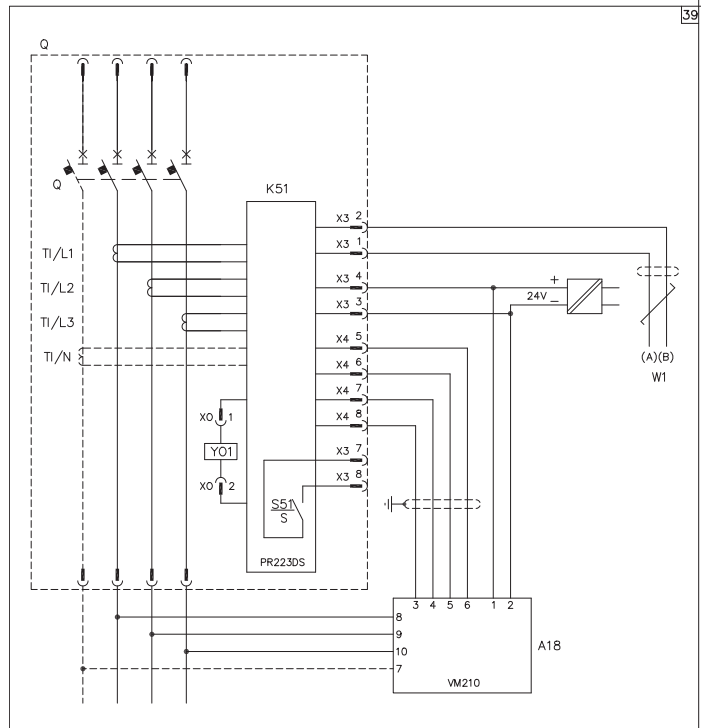 39
Q
Q
K51
X3 2
X3 1
TI/L1
X3 4
+
24V
−
TI/L2
X3 3
TI/L3
X4 5
TI/N
X4 6
(A)(B)
W1
X4 7
X4 8
X0 1
Y01
X3 7
X0 2
X3 8
S51
S
PR223DS
3 4 5 6 1 2
8
9
10
7
A18
VM210